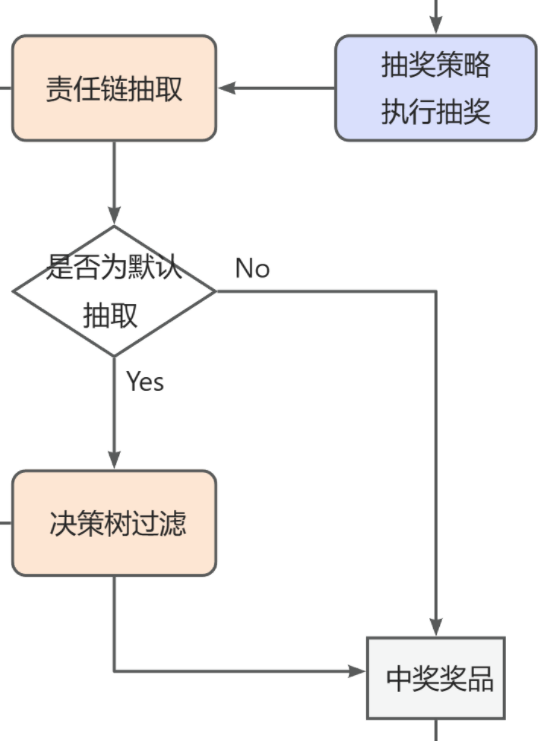 抽奖策略
执行抽奖
责任链抽取
是否为默认
抽取
No
Yes
决策树过滤
中奖奖品